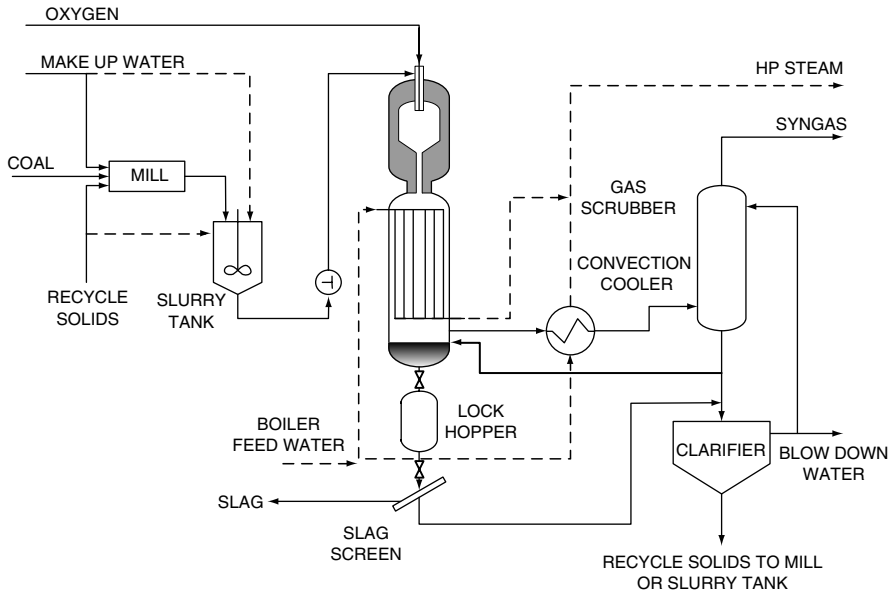 OXYGEN
MAKE UP WATER
HP STEAM
SYNGAS
COAL
MILL
GAS
SCRUBBER
CONVECTION
COOLER
RECYCLE
SOLIDS
SLURRY
TANK
T
BOILER
FEED WATER
LOCK
HOPPER
CLARIFIER
BLOW DOWN
WATER
SLAG
SLAG
SCREEN
RECYCLE SOLIDS TO MILL
OR SLURRY TANK